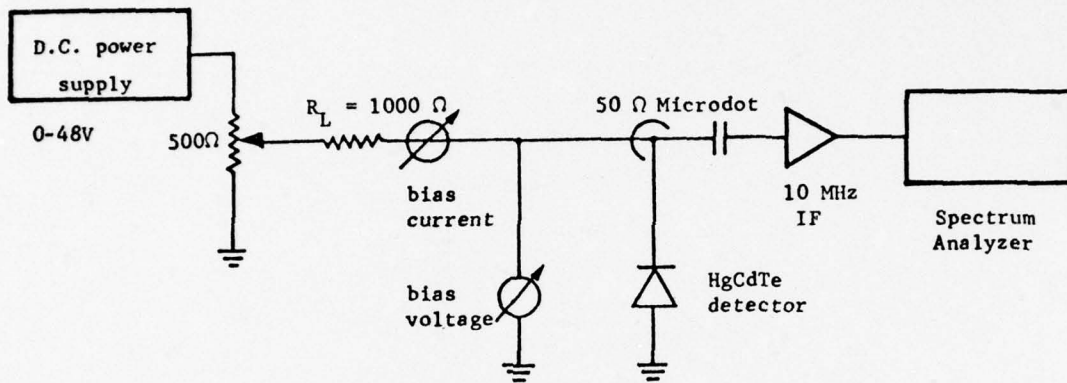 D.C. power
supply
0-48V
500Ω
R_L = 1000 Ω
bias
current
bias
voltage
50 Ω Microdot
HgCdTe
detector
10 MHz
IF
Spectrum
Analyzer